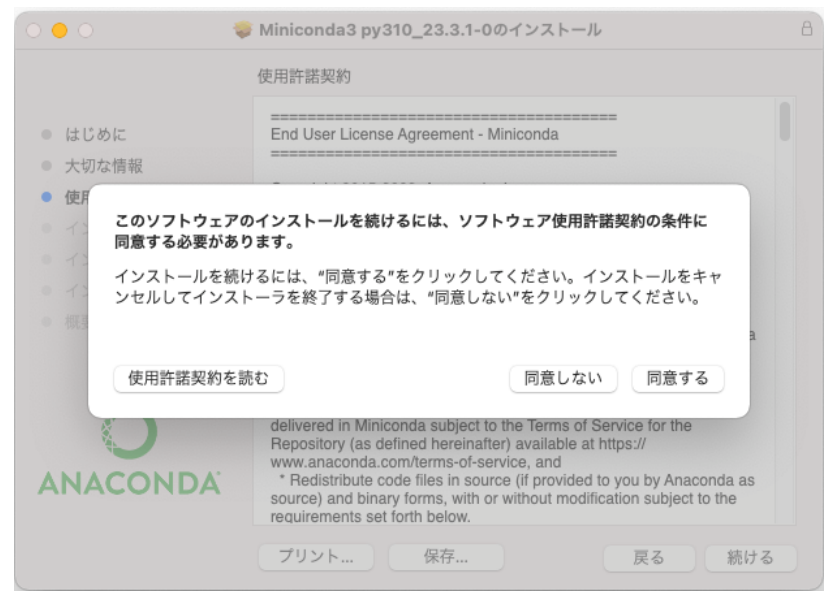 Miniconda3 py310_23.3.1-0のインストール
使用許諾契約
はじめに
大切な情報
使用
イン
イン
イン
概要
=====================================
End User License Agreement - Miniconda
=====================================
このソフトウェアのインストールを続けるには、ソフトウェア使用許諾契約の条件に
同意する必要があります。
インストールを続けるには、“同意する”をクリックしてください。インストールをキャ
ンセルしてインストーラを終了する場合は、“同意しない”をクリックしてください。
使用許諾契約を読む
同意しない
同意する
delivered in Miniconda subject to the Terms of Service for the
Repository (as defined hereinafter) available at https://
www.anaconda.com/terms-of-service, and
* Redistribute code files in source (if provided to you by Anaconda as
source) and binary forms, with or without modification subject to the
requirements set forth below.
ANACONDA
プリント...
保存...
戻る
続ける